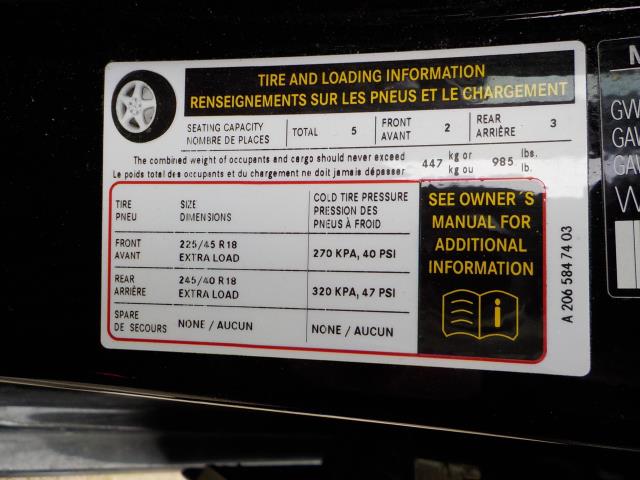 TIRE AND LOADING INFORMATION
RENSEIGNEMENTS SUR LES PNEUS ET LE CHARGEMENT
SEATING CAPACITY
NOMBRE DE PLACES
TOTAL 5
FRONT
AVANT 2
REAR
ARRIÈRE 3
The combined weight of occupants and cargo should never exceed
Le poids total des occupants et du chargement ne doit jamais dépasser
447 kg or
kg ou
985 lbs.
lb.
TIRE
PNEU
SIZE
DIMENSIONS
COLD TIRE PRESSURE
PRESSION DES
PNEUS À FROID
FRONT
AVANT
225/45 R18
EXTRA LOAD
270 KPA, 40 PSI
REAR
ARRIÈRE
245/40 R18
EXTRA LOAD
320 KPA, 47 PSI
SPARE
DE SECOURS
NONE / AUCUN
NONE / AUCUN
SEE OWNER´S
MANUAL FOR
ADDITIONAL
INFORMATION
i
A 206 584 74 03